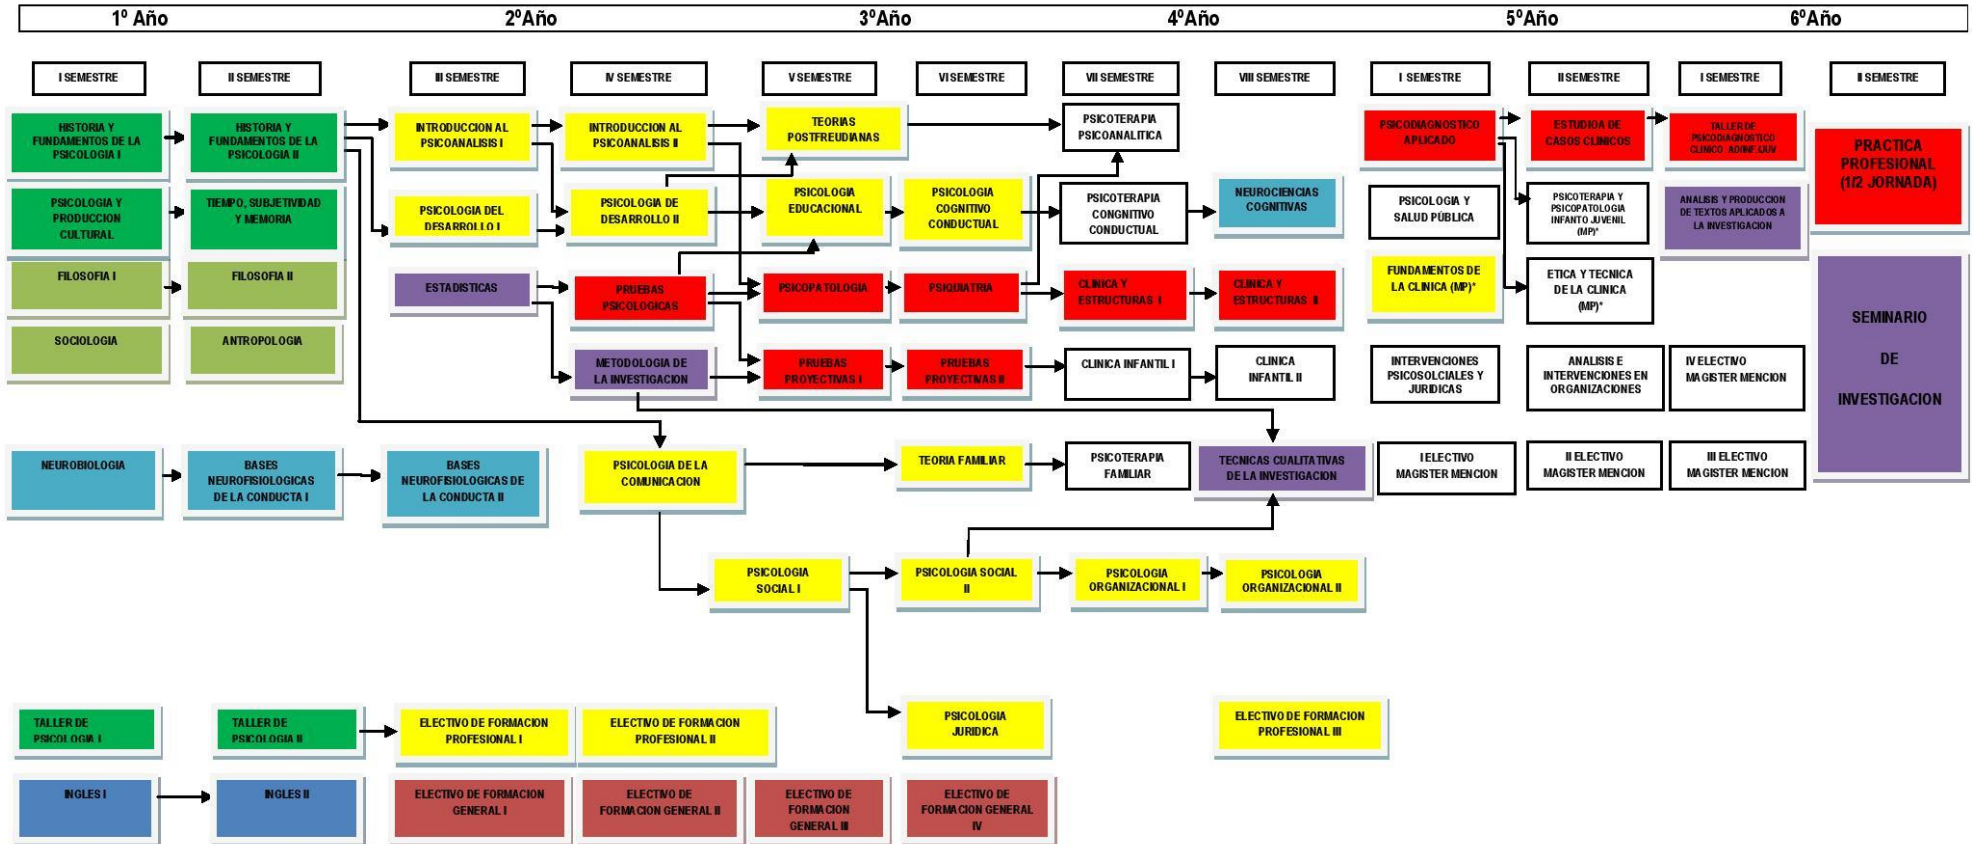 1º Año
2ºAño
3ºAño
4ºAño
5ºAño
6ºAño
I SEMESTRE
II SEMESTRE
III SEMESTRE
IV SEMESTRE
V SEMESTRE
VI SEMESTRE
VII SEMESTRE
VIII SEMESTRE
I SEMESTRE
II SEMESTRE
I SEMESTRE
II SEMESTRE
HISTORIA Y
FUNDAMENTOS DE LA
PSICOLOGIA I
HISTORIA Y
FUNDAMENTOS DE LA
PSICOLOGIA II
INTRODUCCION AL
PSICOANALISIS I
INTRODUCCION AL
PSICOANALISIS II
TEORIAS
POSTFREUDIANAS
PSICOTERAPIA
PSICOANALITICA
PSICODIAGNOSTICO
APLICADO
ESTUDIOA DE
CASOS CLINICOS
TALLER DE
PSICODIAGNOSTICO
CLINICO AD/INF/JUV
PRACTICA
PROFESIONAL
(1/2 JORNADA)
PSICOLOGIA Y
PRODUCCION
CULTURAL
TIEMPO, SUBJETIVIDAD
Y MEMORIA
PSICOLOGIA DEL
DESARROLLO I
PSICOLOGIA DE
DESARROLLO II
PSICOLOGIA
EDUCACIONAL
PSICOLOGIA
COGNITIVO
CONDUCTUAL
PSICOTERAPIA
CONGNITIVO
CONDUCTUAL
NEUROCIENCIAS
COGNITIVAS
PSICOLOGIA Y
SALUD PÚBLICA
PSICOTERAPIA Y
PSICOPATOLOGIA
INFANTO JUVENIL
(MP)*
ANALISIS Y PRODUCCION
DE TEXTOS APLICADOS A
LA INVESTIGACION
FILOSOFIA I
FILOSOFIA II
ESTADISTICAS
PRUEBAS
PSICOLOGICAS
PSICOPATOLOGIA
PSIQUIATRIA
CLINICA Y
ESTRUCTURAS I
CLINICA Y
ESTRUCTURAS II
FUNDAMENTOS DE
LA CLINICA (MP)*
ETICA Y TECNICA
DE LA CLINICA
(MP)*
SEMINARIO
DE
INVESTIGACION
SOCIOLOGIA
ANTROPOLOGIA
METODOLOGIA DE
LA INVESTIGACION
PRUEBAS
PROYECTIVAS I
PRUEBAS
PROYECTIVAS II
CLINICA INFANTIL I
CLINICA
INFANTIL II
INTERVENCIONES
PSICOSOLCIALES Y
JURIDICAS
ANALISIS E
INTERVENCIONES EN
ORGANIZACIONES
IV ELECTIVO
MAGISTER MENCION
NEUROBIOLOGIA
BASES
NEUROFISIOLOGICAS
DE LA CONDUCTA I
BASES
NEUROFISIOLOGICAS DE
LA CONDUCTA II
PSICOLOGIA DE LA
COMUNICACION
TEORIA FAMILIAR
PSICOTERAPIA
FAMILIAR
TECNICAS CUALITATIVAS
DE LA INVESTIGACION
I ELECTIVO
MAGISTER MENCION
II ELECTIVO
MAGISTER MENCION
III ELECTIVO
MAGISTER MENCION
PSICOLOGIA
SOCIAL I
PSICOLOGIA SOCIAL
II
PSICOLOGIA
ORGANIZACIONAL I
PSICOLOGIA
ORGANIZACIONAL II
TALLER DE
PSICOLOGIA I
TALLER DE
PSICOLOGIA II
ELECTIVO DE FORMACION
PROFESIONAL I
ELECTIVO DE FORMACION
PROFESIONAL II
PSICOLOGIA
JURIDICA
ELECTIVO DE FORMACION
PROFESIONAL III
INGLES I
INGLES II
ELECTIVO DE FORMACION
GENERAL I
ELECTIVO DE
FORMACION GENERAL II
ELECTIVO DE
FORMACION
GENERAL III
ELECTIVO DE
FORMACION GENERAL
IV